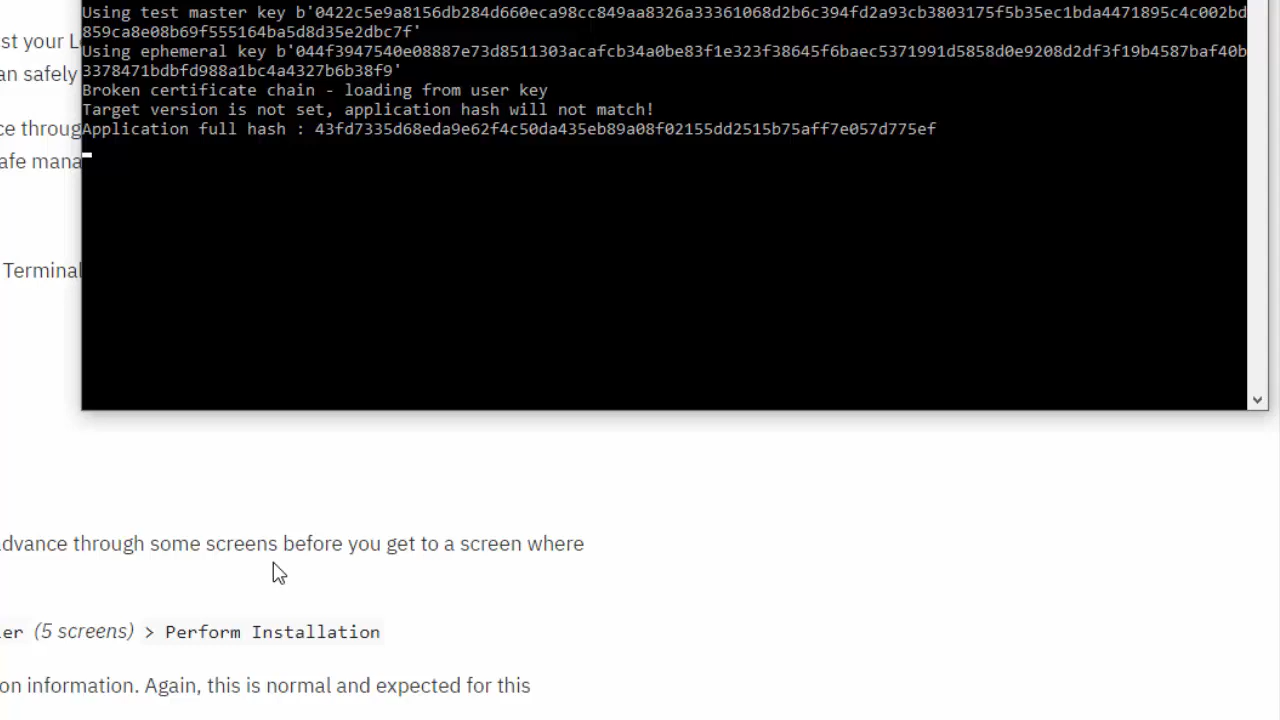 Using test master key b'0422c5e9a8156db284d660eca98cc849aa8326a33361068d2b6c394fd2a93cb3803175f5b35ec1bda4471895c4c002bd
859ca8e08b69f555164ba5d8d35e2dbc7f'
Using ephemeral key b'044f3947540e08887e73d8511303acafcb34a0be83f1e323f38645f6baec5371991d5858d0e9208d2df3f19b4587baf40b
3378471bdbfd988a1bc4a4327b6b38f9'
Broken certificate chain - loading from user key
Target version is not set, application hash will not match!
Application full hash : 43fd7335d68eda9e62f4c50da435eb89a08f02155dd2515b75aff7e057d775ef
st your L
an safely
ce throug
afe mana
Terminal
advance through some screens before you get to a screen where
ler (5 screens) > Perform Installation
on information. Again, this is normal and expected for this